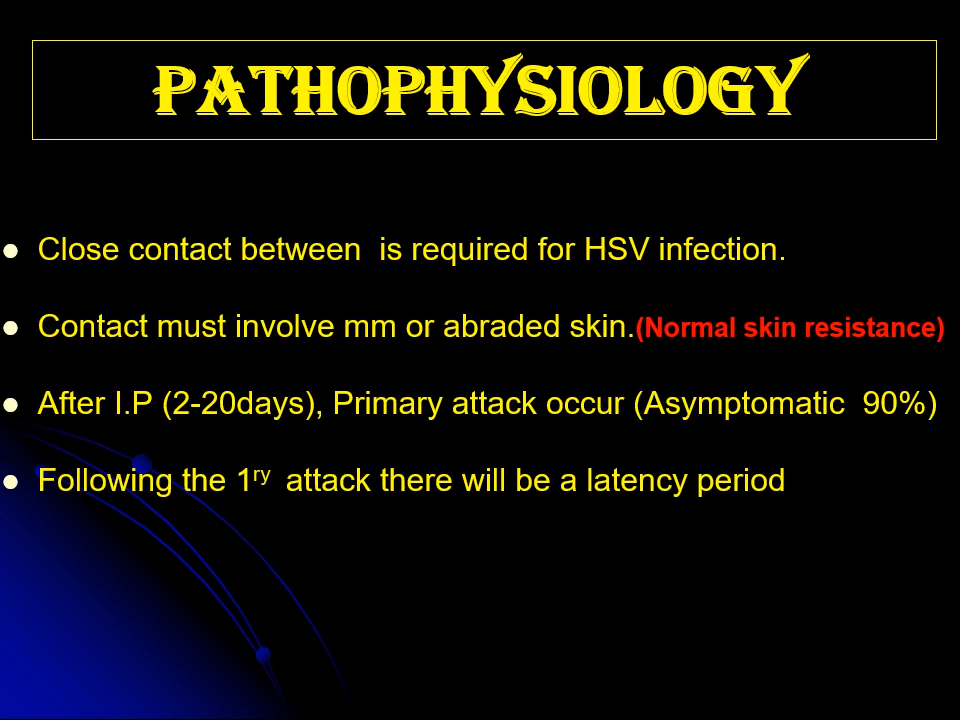 PATHOPHYSIOLOGY
Close contact between  is required for HSV infection.
Contact must involve mm or abraded skin.(Normal skin resistance)
After I.P (2-20days), Primary attack occur (Asymptomatic  90%)
Following the 1ry  attack there will be a latency period